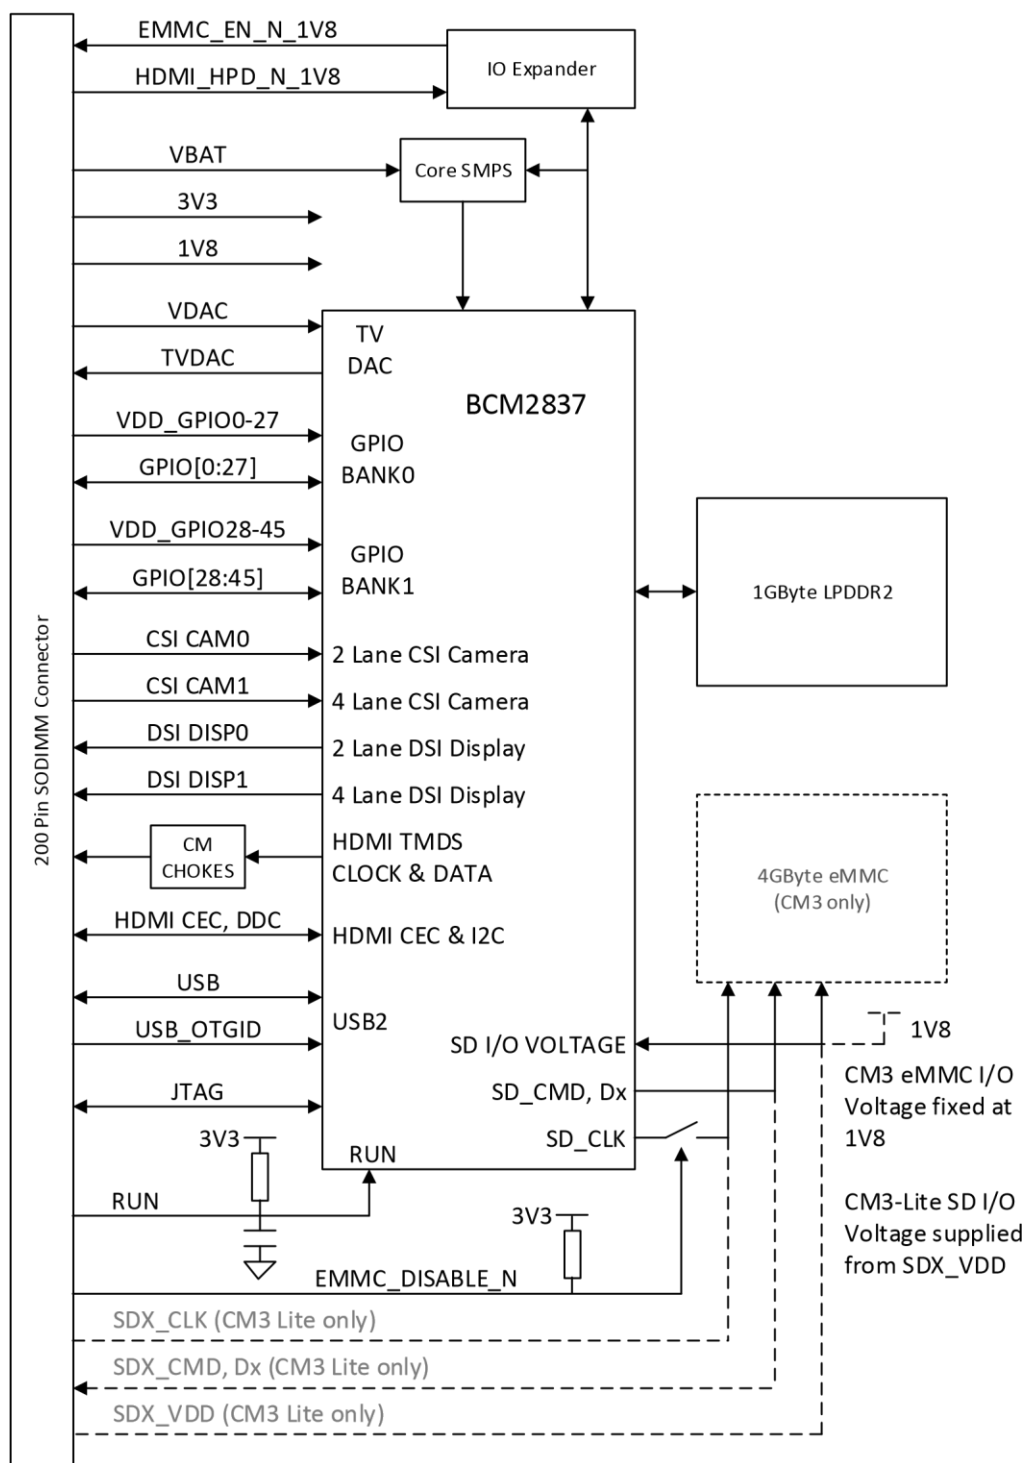 EMMC_EN_N_1V8
IO Expander
HDMI_HPD_N_1V8
VBAT
Core SMPS
3V3
1V8
VDAC
TV
DAC
TVDAC
BCM2837
VDD_GPIO0-27
GPIO
BANK0
GPIO[0:27]
VDD_GPIO28-45
GPIO
BANK1
GPIO[28:45]
1GByte LPDDR2
200 Pin SODIMM Connector
CSI CAM0
2 Lane CSI Camera
CSI CAM1
4 Lane CSI Camera
DSI DISP0
2 Lane DSI Display
DSI DISP1
4 Lane DSI Display
CM
CHOKES
HDMI TMDS
CLOCK & DATA
4GByte eMMC
(CM3 only)
HDMI CEC, DDC
HDMI CEC & I2C
USB
USB2
USB_OTGID
SD I/O VOLTAGE
1V8
SD_CMD, Dx
CM3 eMMC I/O
Voltage fixed at
1V8
JTAG
SD_CLK
3V3
RUN
RUN
3V3
CM3-Lite SD I/O
Voltage supplied
from SDX_VDD
EMMC_DISABLE_N
SDX_CLK (CM3 Lite only)
SDX_CMD, Dx (CM3 Lite only)
SDX_VDD (CM3 Lite only)